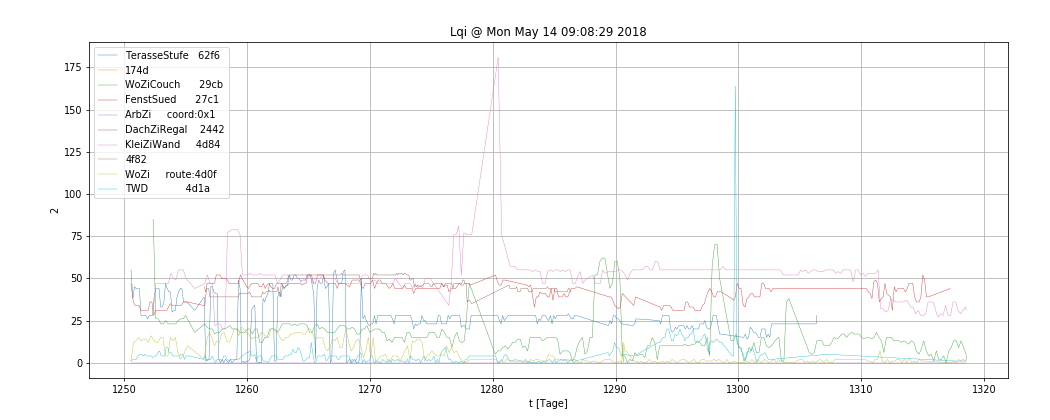 Lqi @ Mon May 14 09:08:29 2018
TerasseStufe 62f6
174d
WoZiCouch 29cb
FenstSued 27c1
ArbZi coord:0x1
DachZiRegal 2442
KleiZiWand 4d84
4f82
WoZi route:4d0f
TWD 4d1a
175
150
125
100
75
50
25
0
2
1250 1260 1270 1280 1290 1300 1310 1320
t [Tage]